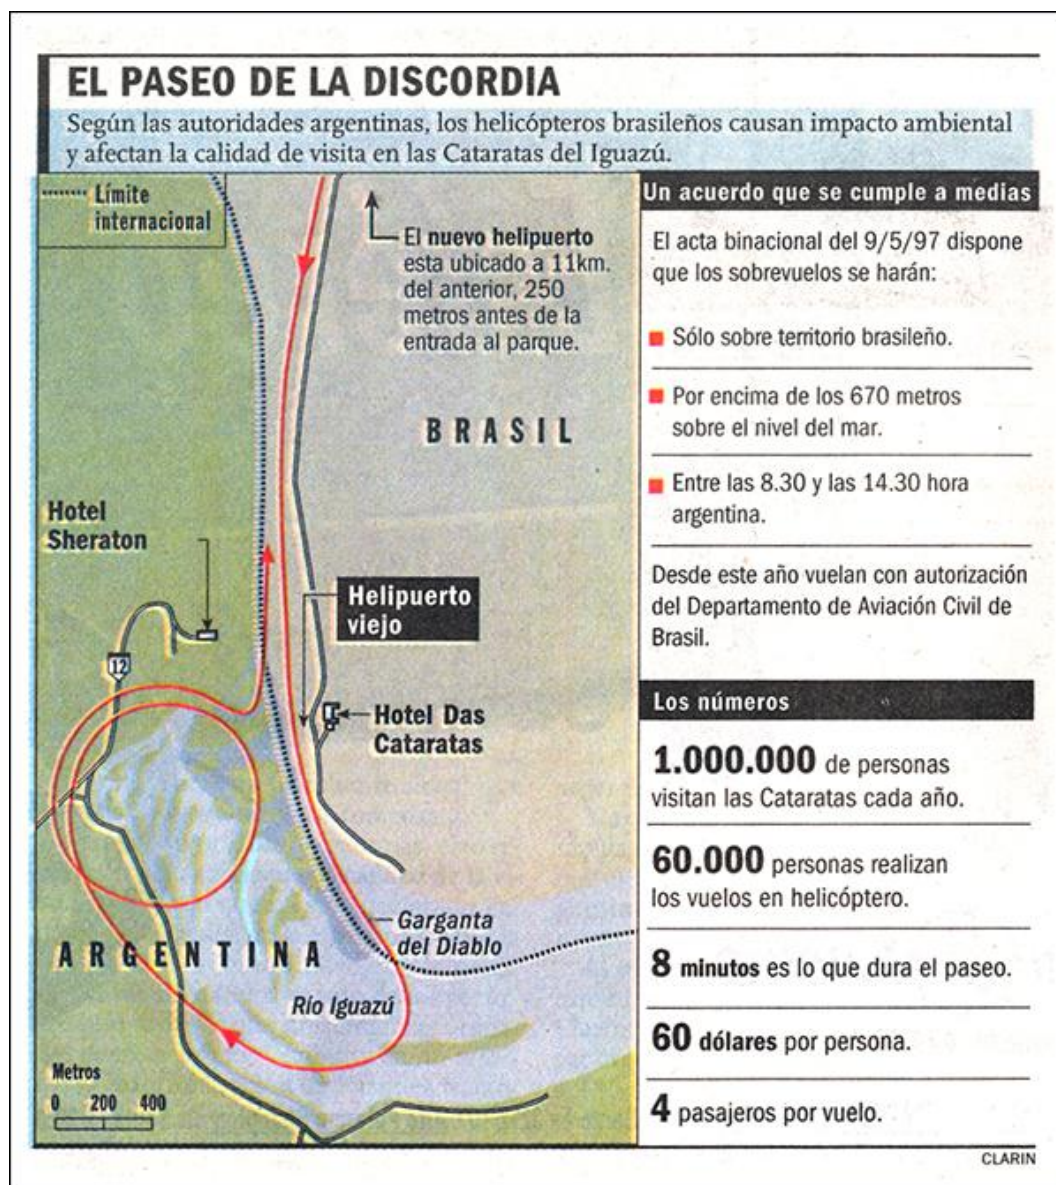 EL PASEO DE LA DISCORDIA
Según las autoridades argentinas, los helicópteros brasileños causan impacto ambiental
y afectan la calidad de visita en las Cataratas del Iguazú.
Límite
internacional
El nuevo helipuerto
esta ubicado a 11km.
del anterior, 250
metros antes de la
entrada al parque.
BRASIL
Hotel
Sheraton
Helipuerto
viejo
12
Hotel Das
Cataratas
Garganta
del Diablo
ARGENTINA
Río Iguazú
Metros
0 200 400
Un acuerdo que se cumple a medias
El acta binacional del 9/5/97 dispone
que los sobrevuelos se harán:
Sólo sobre territorio brasileño.
Por encima de los 670 metros
sobre el nivel del mar.
Entre las 8.30 y las 14.30 hora
argentina.
Desde este año vuelan con autorización
del Departamento de Aviación Civil de
Brasil.
Los números
1.000.000 de personas
visitan las Cataratas cada año.
60.000 personas realizan
los vuelos en helicóptero.
8 minutos es lo que dura el paseo.
60 dólares por persona.
4 pasajeros por vuelo.
CLARIN